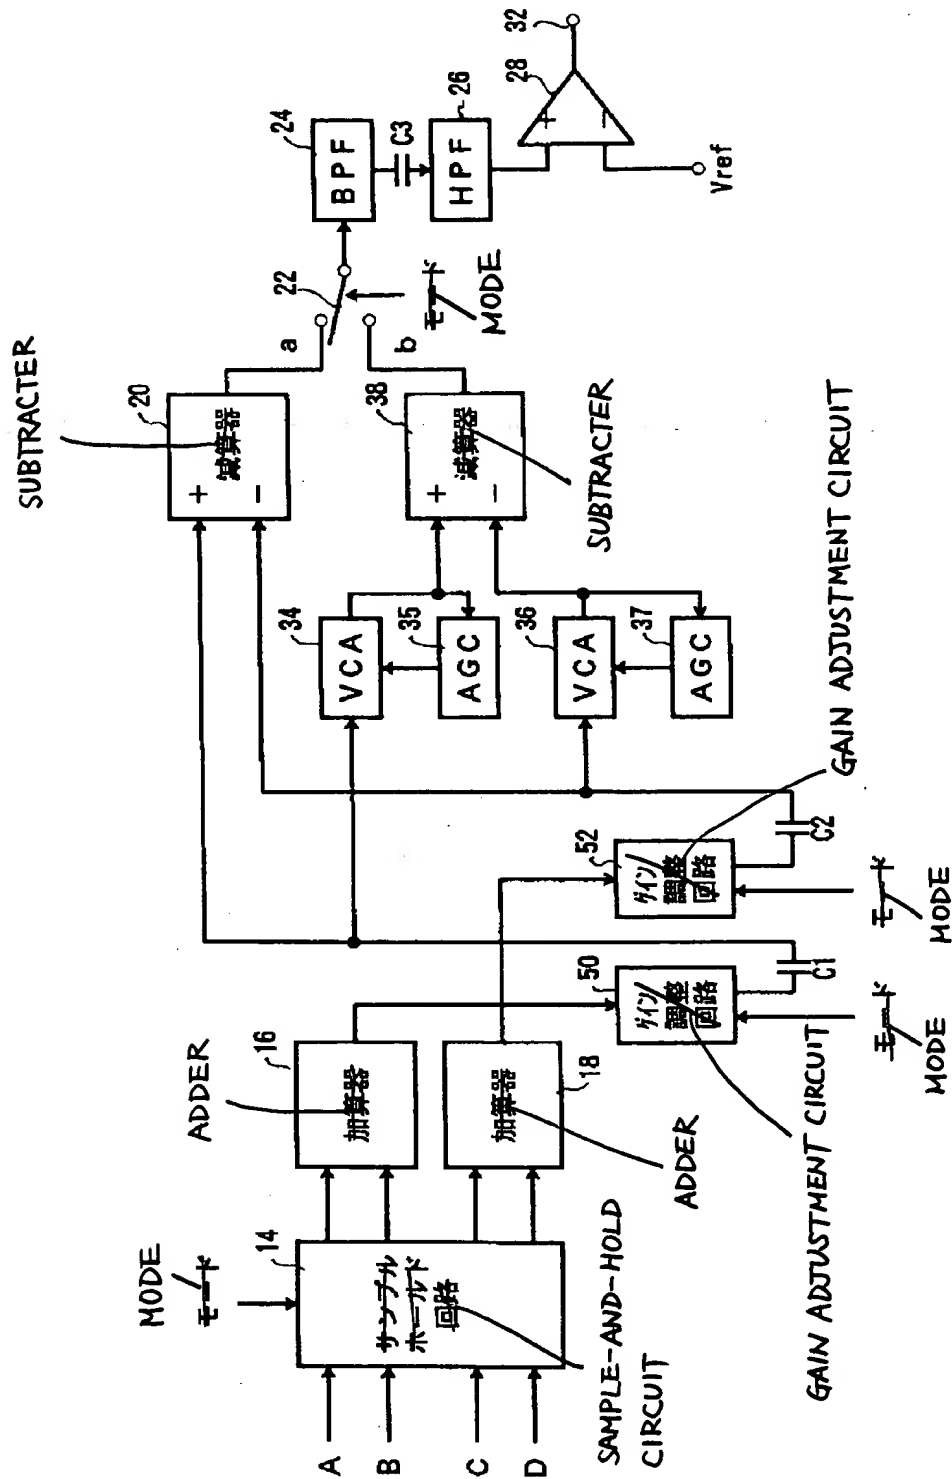 A
B
C
D
MODE
モード
14
サンプル
ホールド
回路
SAMPLE-AND-HOLD
CIRCUIT
ADDER
16
加算器
加算器
18
ADDER
50
ゲイン
調整
回路
GAIN ADJUSTMENT CIRCUIT
モード
MODE
C1
52
ゲイン
調整
回路
GAIN ADJUSTMENT CIRCUIT
モード
MODE
C2
34
VCA
35
AGC
36
VCA
37
AGC
SUBTRACTER
20
減算器
+
−
38
減算器
+
−
SUBTRACTER
a
b
22
モード
MODE
24
BPF
C3
26
HPF
28
+
−
32
Vref